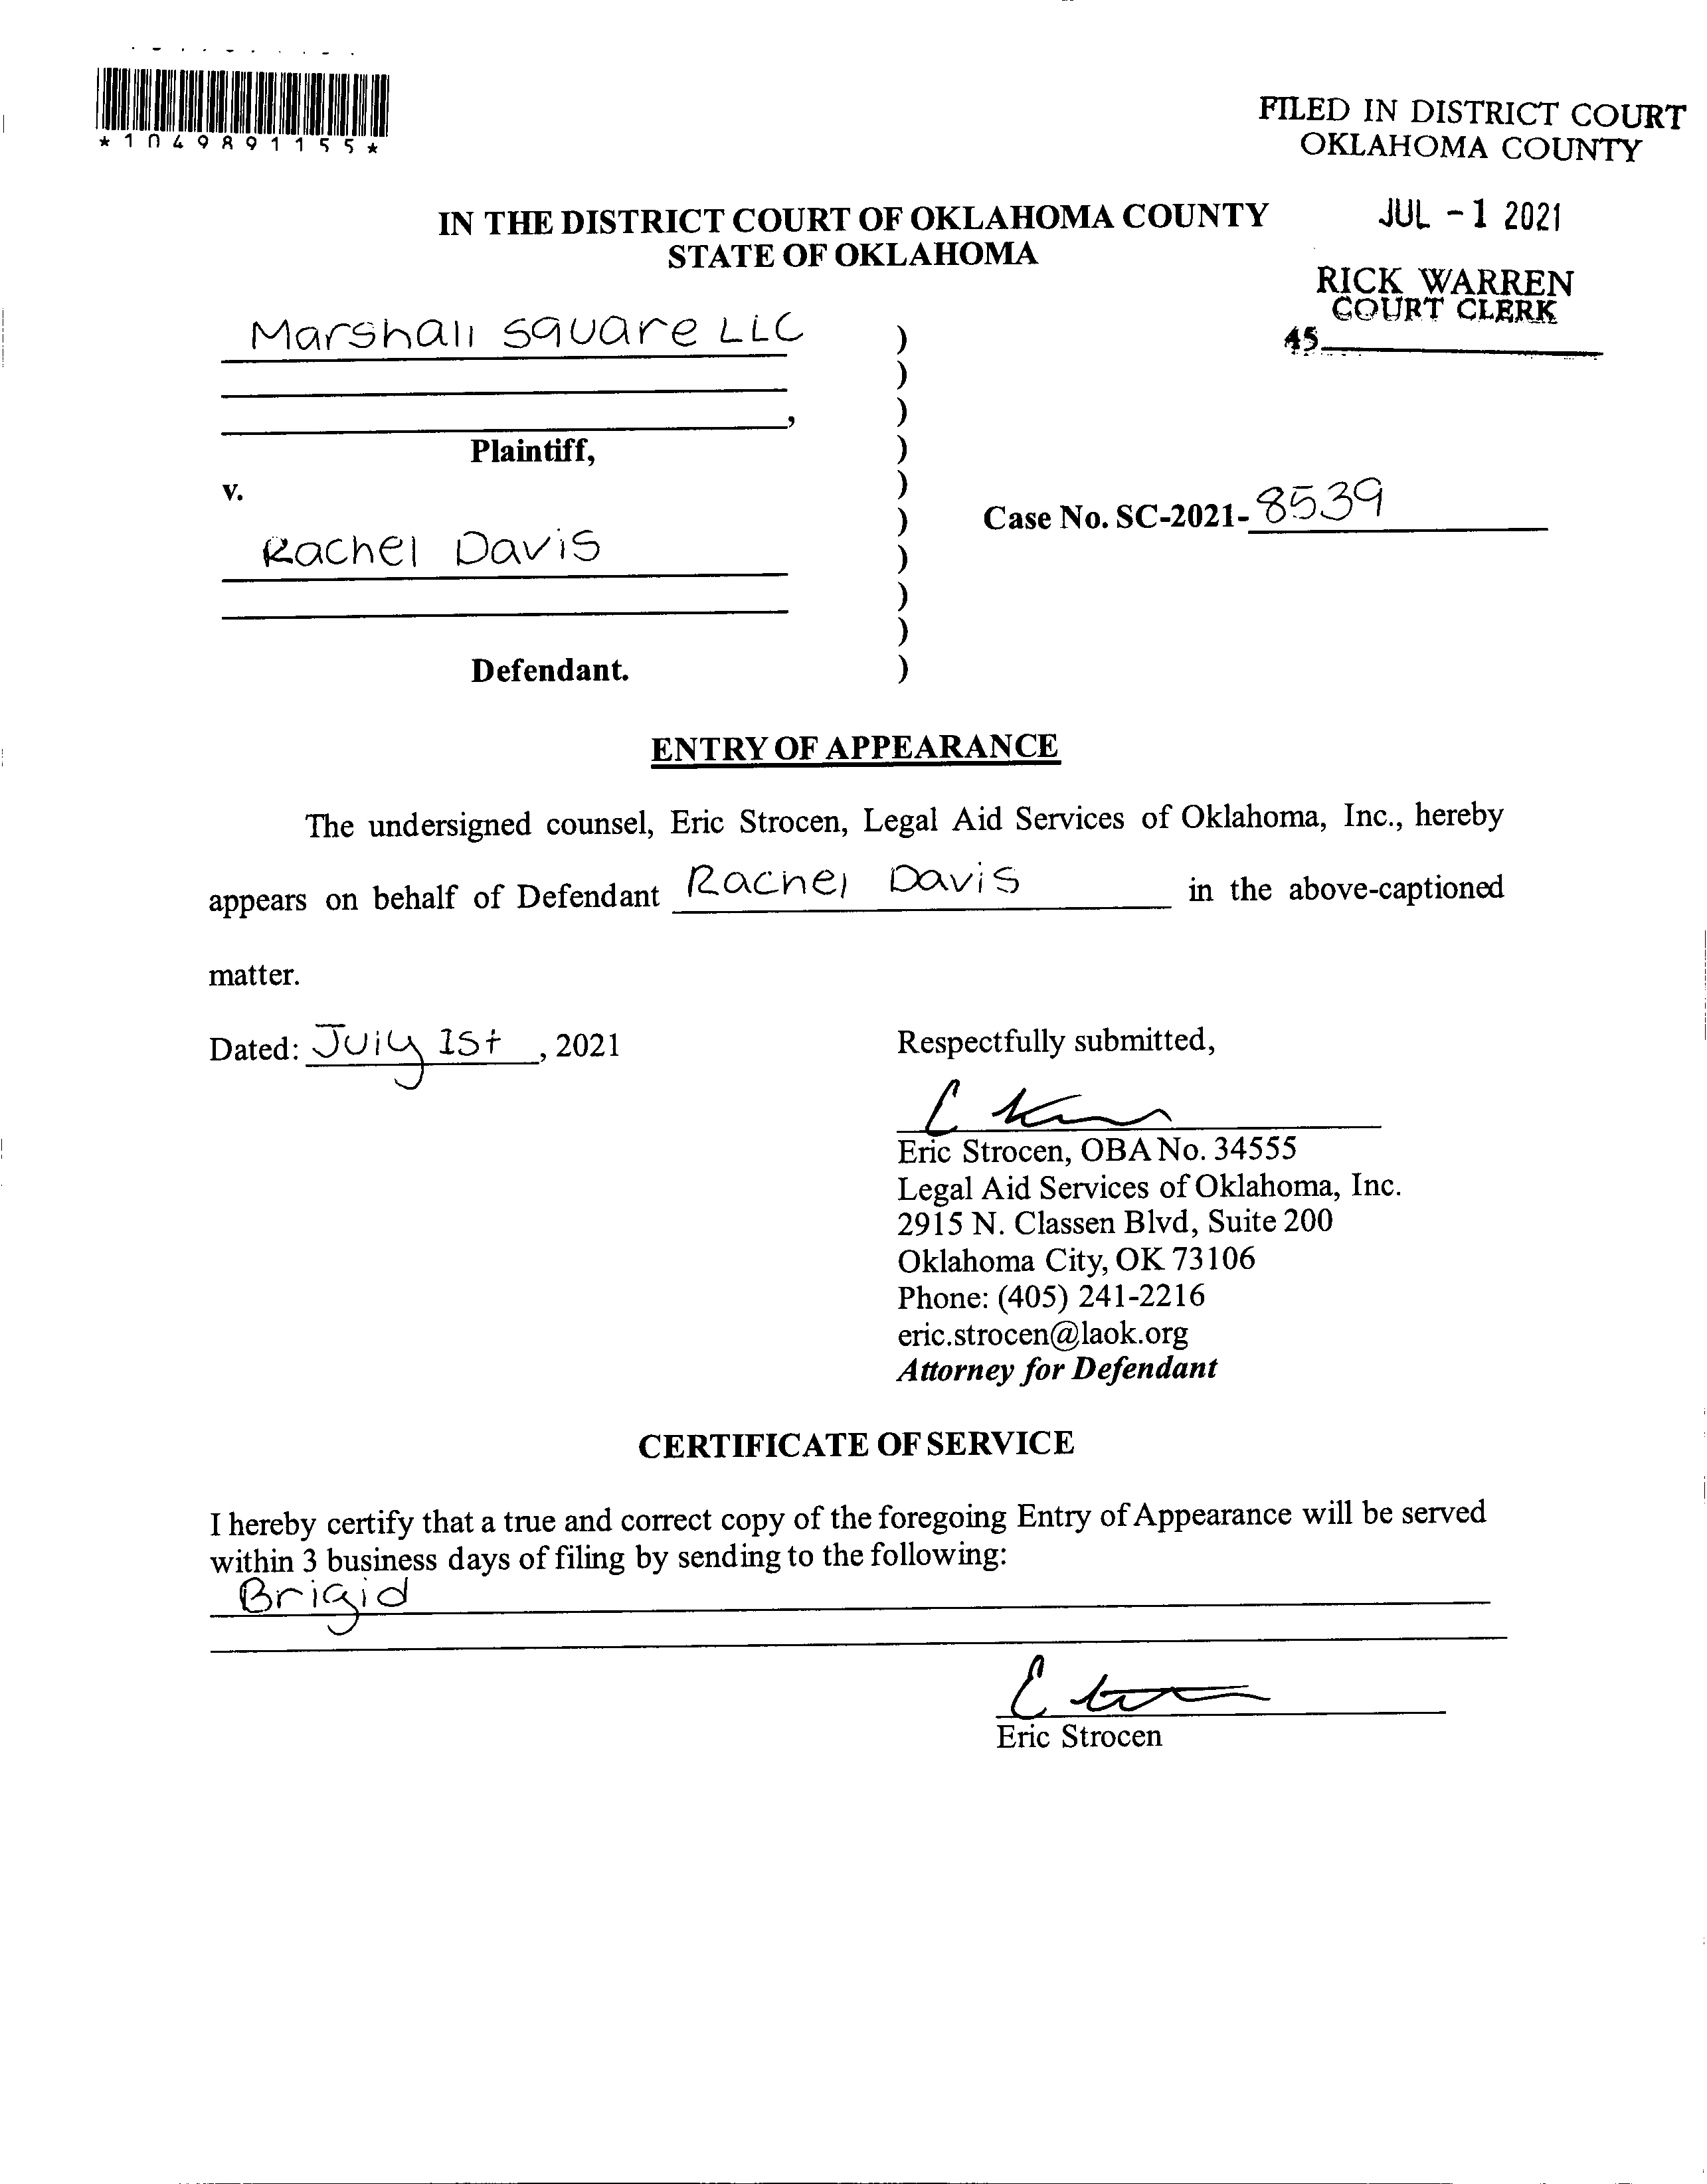 *1049891155*
FILED IN DISTRICT COURT
OKLAHOMA COUNTY
JUL - 1 2021
RICK WARREN
COURT CLERK
45
IN THE DISTRICT COURT OF OKLAHOMA COUNTY
STATE OF OKLAHOMA
Marshall Square LLC )
)
, )
Plaintiff, )
v. )
Case No. SC-2021-8539 )
Rachel Davis )
)
)
Defendant. )
ENTRY OF APPEARANCE
The undersigned counsel, Eric Strocen, Legal Aid Services of Oklahoma, Inc., hereby
appears on behalf of Defendant Rachel Davis in the above-captioned
matter.
Dated: July 1st, 2021
Respectfully submitted,
Eric Strocen, OBA No. 34555
Legal Aid Services of Oklahoma, Inc.
2915 N. Classen Blvd, Suite 200
Oklahoma City, OK 73106
Phone: (405) 241-2216
eric.strocen@laok.org
Attorney for Defendant
CERTIFICATE OF SERVICE
I hereby certify that a true and correct copy of the foregoing Entry of Appearance will be served
within 3 business days of filing by sending to the following:
Brigid
Eric Strocen